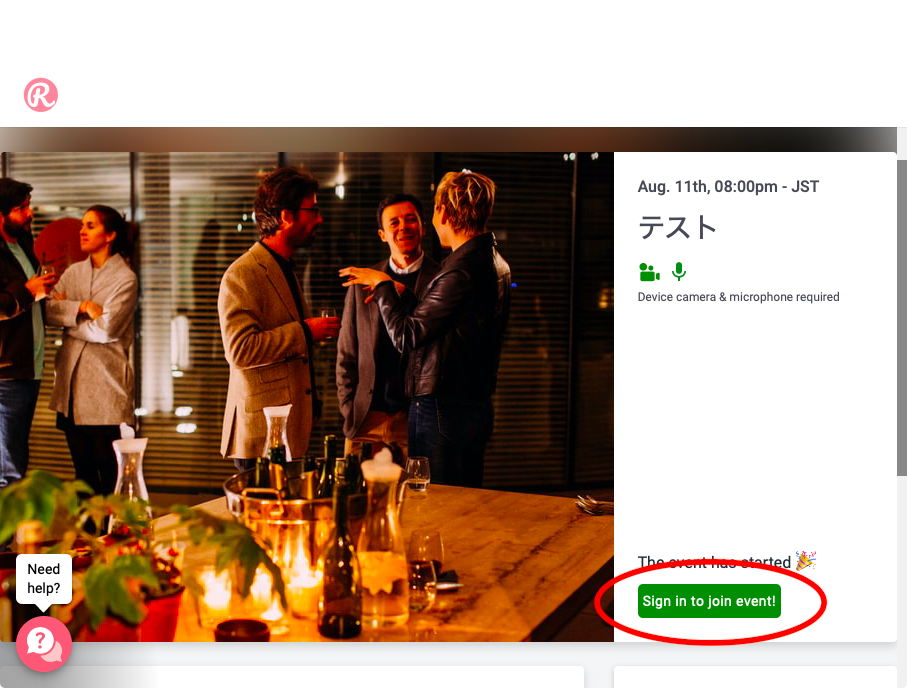 R
Aug. 11th, 08:00pm - JST
テスト
Device camera & microphone required
The event has started 🎉
Sign in to join event!
Need
help?
?